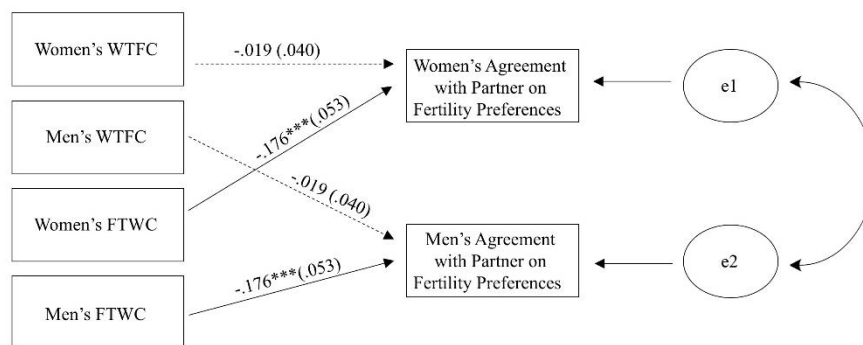 Women’s WTFC
-.019 (.040)
Women’s Agreement
with Partner on
Fertility Preferences
e1
Men’s WTFC
-.176***(.053)
-.019 (.040)
Women’s FTWC
Men’s Agreement
with Partner on
Fertility Preferences
e2
-.176***(.053)
Men’s FTWC